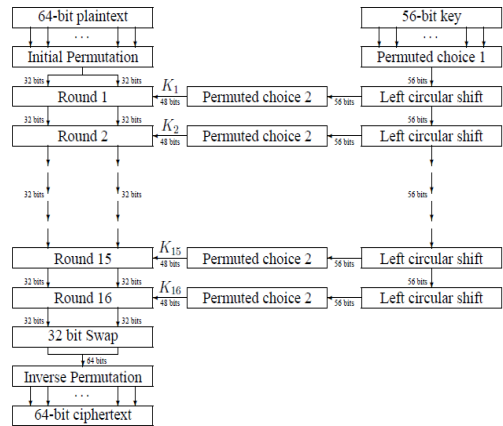 64-bit plaintext 56-bit key
... ...
Initial Permutation Permuted choice 1
32 bits 32 bits 56 bits
Round 1 K1 48 bits Permuted choice 2 56 bits Left circular shift
32 bits 32 bits 56 bits
Round 2 K2 48 bits Permuted choice 2 56 bits Left circular shift
32 bits 32 bits 56 bits
Round 15 K15 48 bits Permuted choice 2 56 bits Left circular shift
32 bits 32 bits 56 bits
Round 16 K16 48 bits Permuted choice 2 56 bits Left circular shift
32 bits 32 bits
32 bit Swap
64 bits
Inverse Permutation
...
64-bit ciphertext